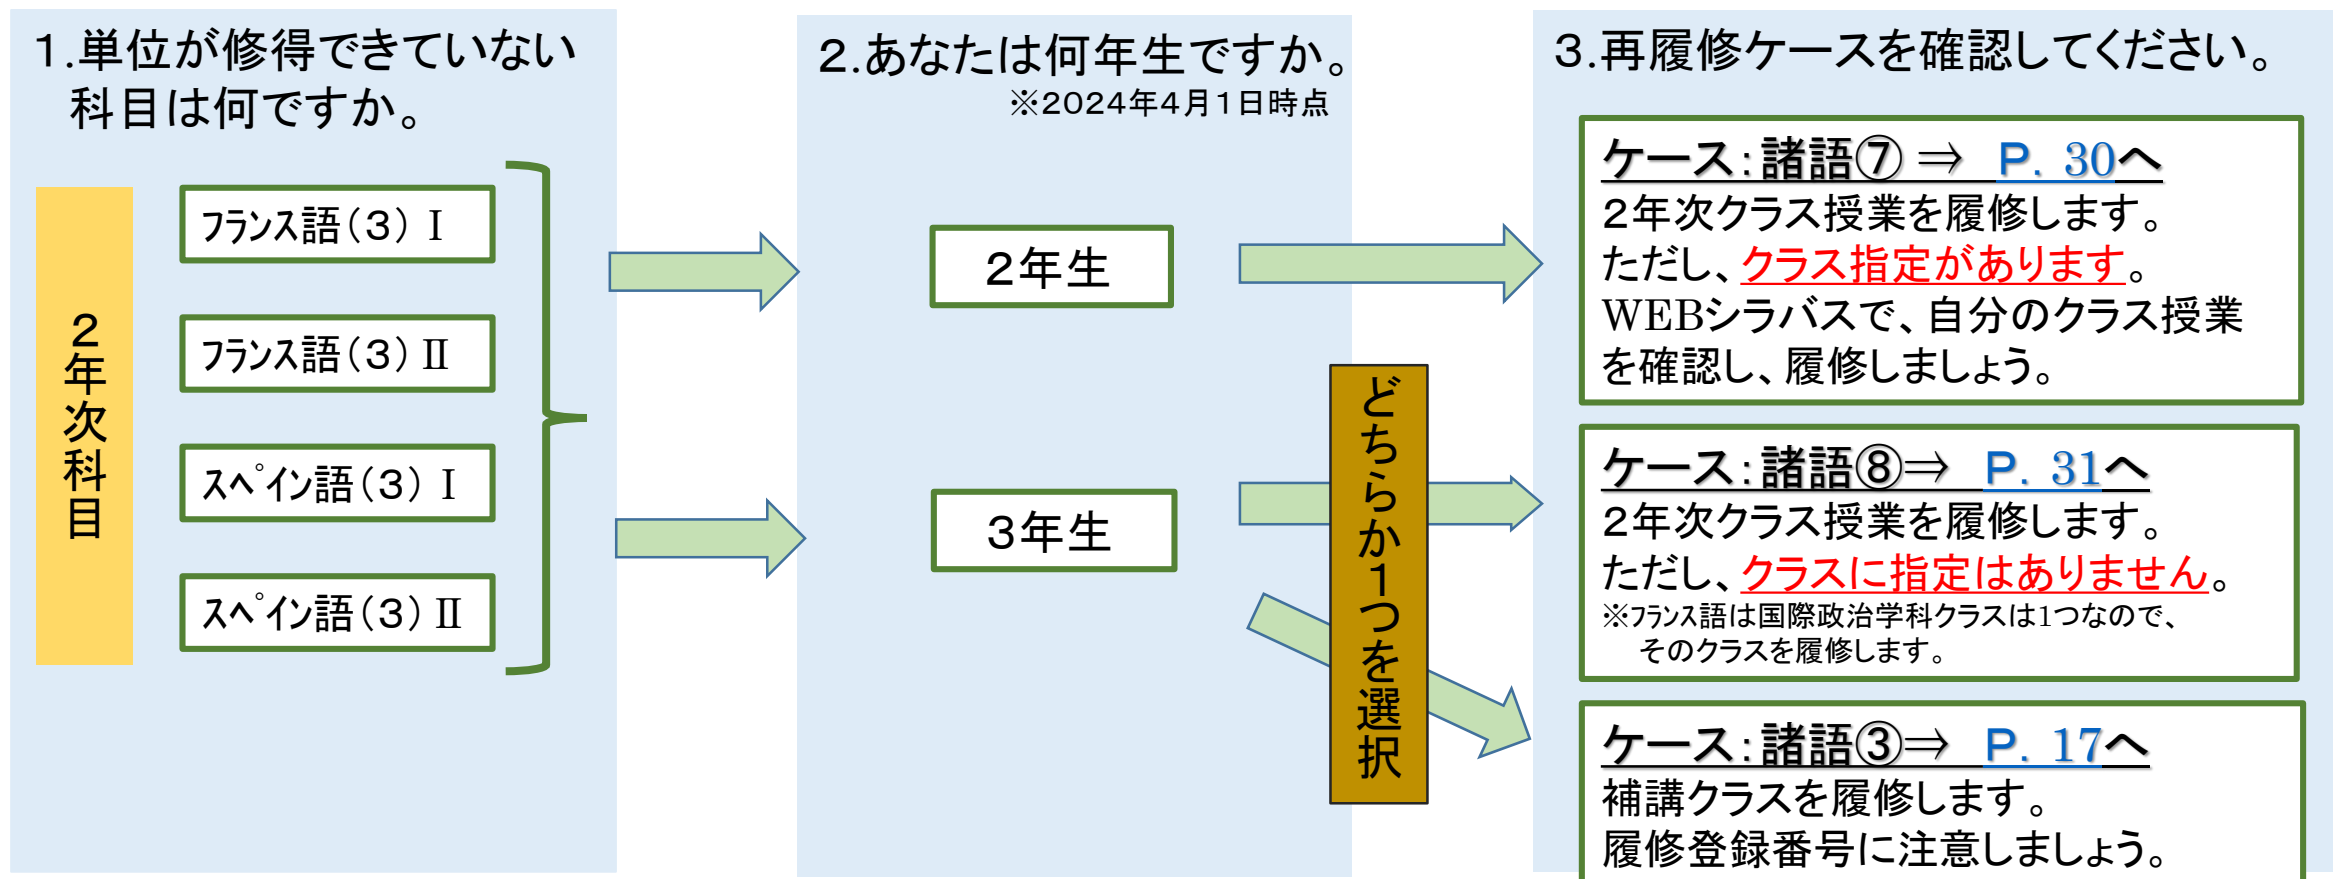 １.単位が修得できていない
科目は何ですか。
２年次科目
フランス語（３）Ⅰ
フランス語（３）Ⅱ
スペイン語（３）Ⅰ
スペイン語（３）Ⅱ
２.あなたは何年生ですか。
※２０２４年４月１日時点
２年生
３年生
どちらか１つを選択
３.再履修ケースを確認してください。
ケース：諸語⑦⇒ Ｐ．30へ
２年次クラス授業を履修します。
ただし、クラス指定があります。
WEBシラバスで、自分のクラス授業
を確認し、履修しましょう。
ケース：諸語⑧⇒ Ｐ．31へ
２年次クラス授業を履修します。
ただし、クラスに指定はありません。
※フランス語は国際政治学科クラスは1つなので、
そのクラスを履修します。
ケース：諸語③⇒ Ｐ．17へ
補講クラスを履修します。
履修登録番号に注意しましょう。